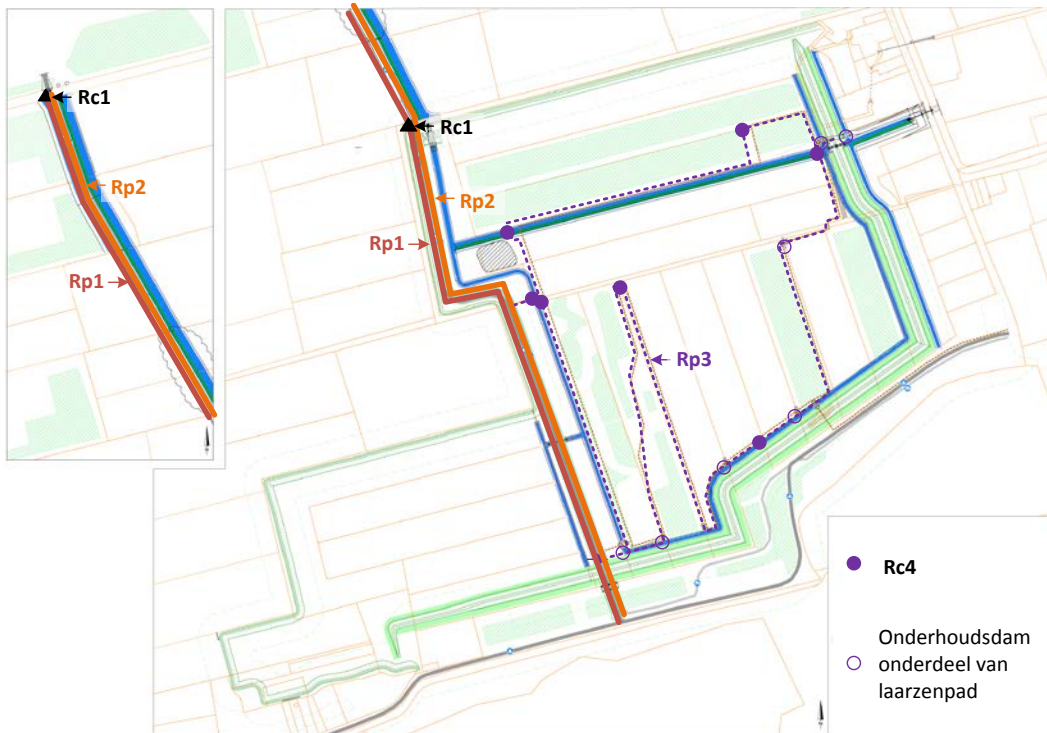 Rc1
Rp2
Rp1
Rc1
Rp2
Rp1
Rp3
Rc4
Onderhoudsdam
onderdeel van
laarzenpad